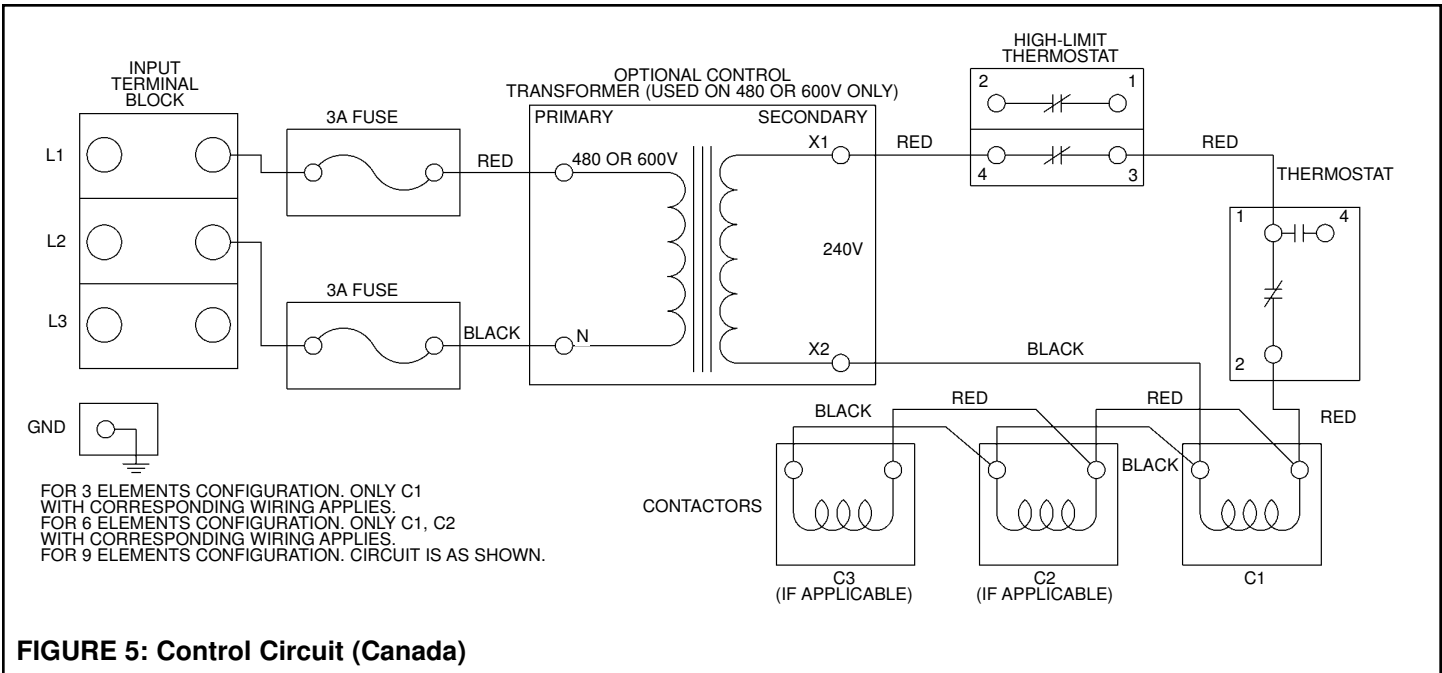 HIGH-LIMIT
THERMOSTAT
INPUT
TERMINAL
BLOCK
OPTIONAL CONTROL
TRANSFORMER (USED ON 480 OR 600V ONLY)
2
1
3A FUSE
PRIMARY
SECONDARY
L1
RED
480 OR 600V
X1
RED
4
3
RED
THERMOSTAT
1
4
L2
240V
3A FUSE
L3
BLACK
N
X2
BLACK
2
GND
BLACK
RED
RED
RED
BLACK
CONTACTORS
FOR 3 ELEMENTS CONFIGURATION. ONLY C1
WITH CORRESPONDING WIRING APPLIES.
FOR 6 ELEMENTS CONFIGURATION. ONLY C1, C2
WITH CORRESPONDING WIRING APPLIES.
FOR 9 ELEMENTS CONFIGURATION. CIRCUIT IS AS SHOWN.
C3
(IF APPLICABLE)
C2
(IF APPLICABLE)
C1
FIGURE 5: Control Circuit (Canada)